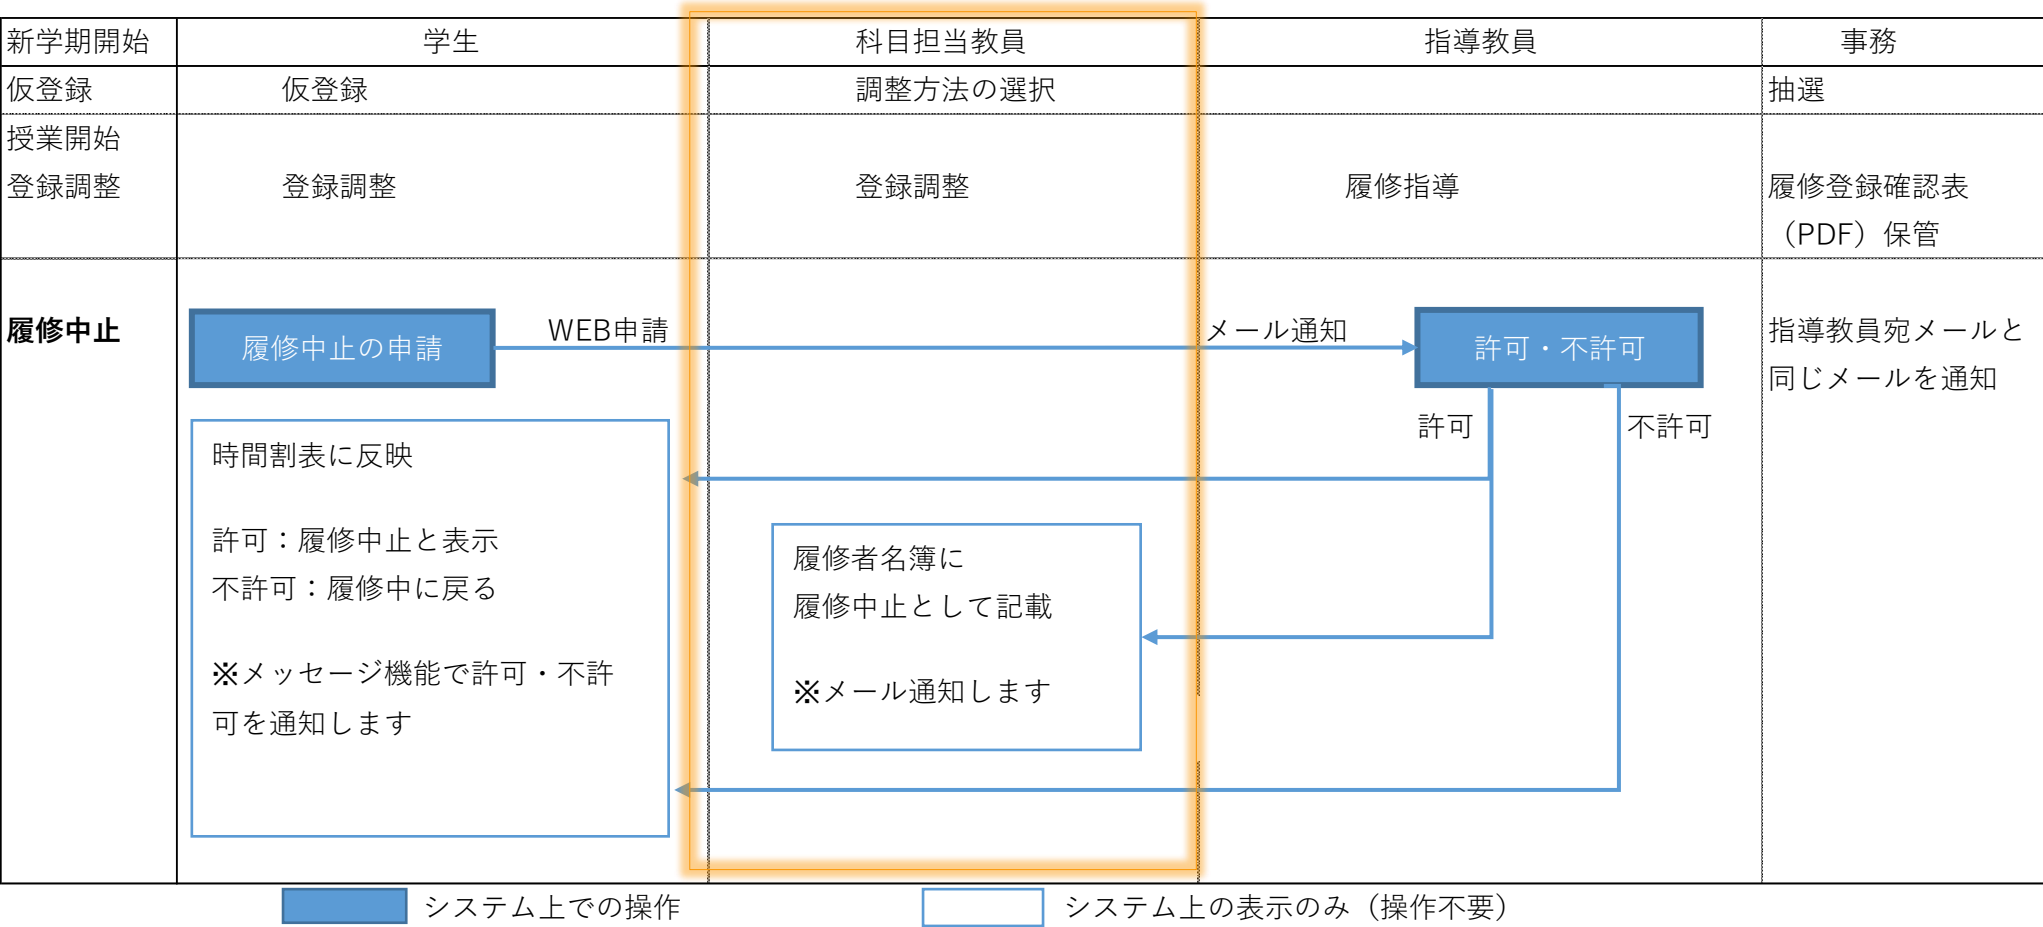 新学期開始 学生 科目担当教員 指導教員 事務
仮登録 仮登録 調整方法の選択 抽選
授業開始
登録調整 登録調整 登録調整 履修指導 履修登録確認表
（PDF）保管
履修中止
履修中止の申請
WEB申請
メール通知
許可・不許可
指導教員宛メールと
同じメールを通知
許可
不許可
時間割表に反映
許可：履修中止と表示
不許可：履修中に戻る
※メッセージ機能で許可・不許
可を通知します
履修者名簿に
履修中止として記載
※メール通知します
システム上での操作
システム上の表示のみ（操作不要）